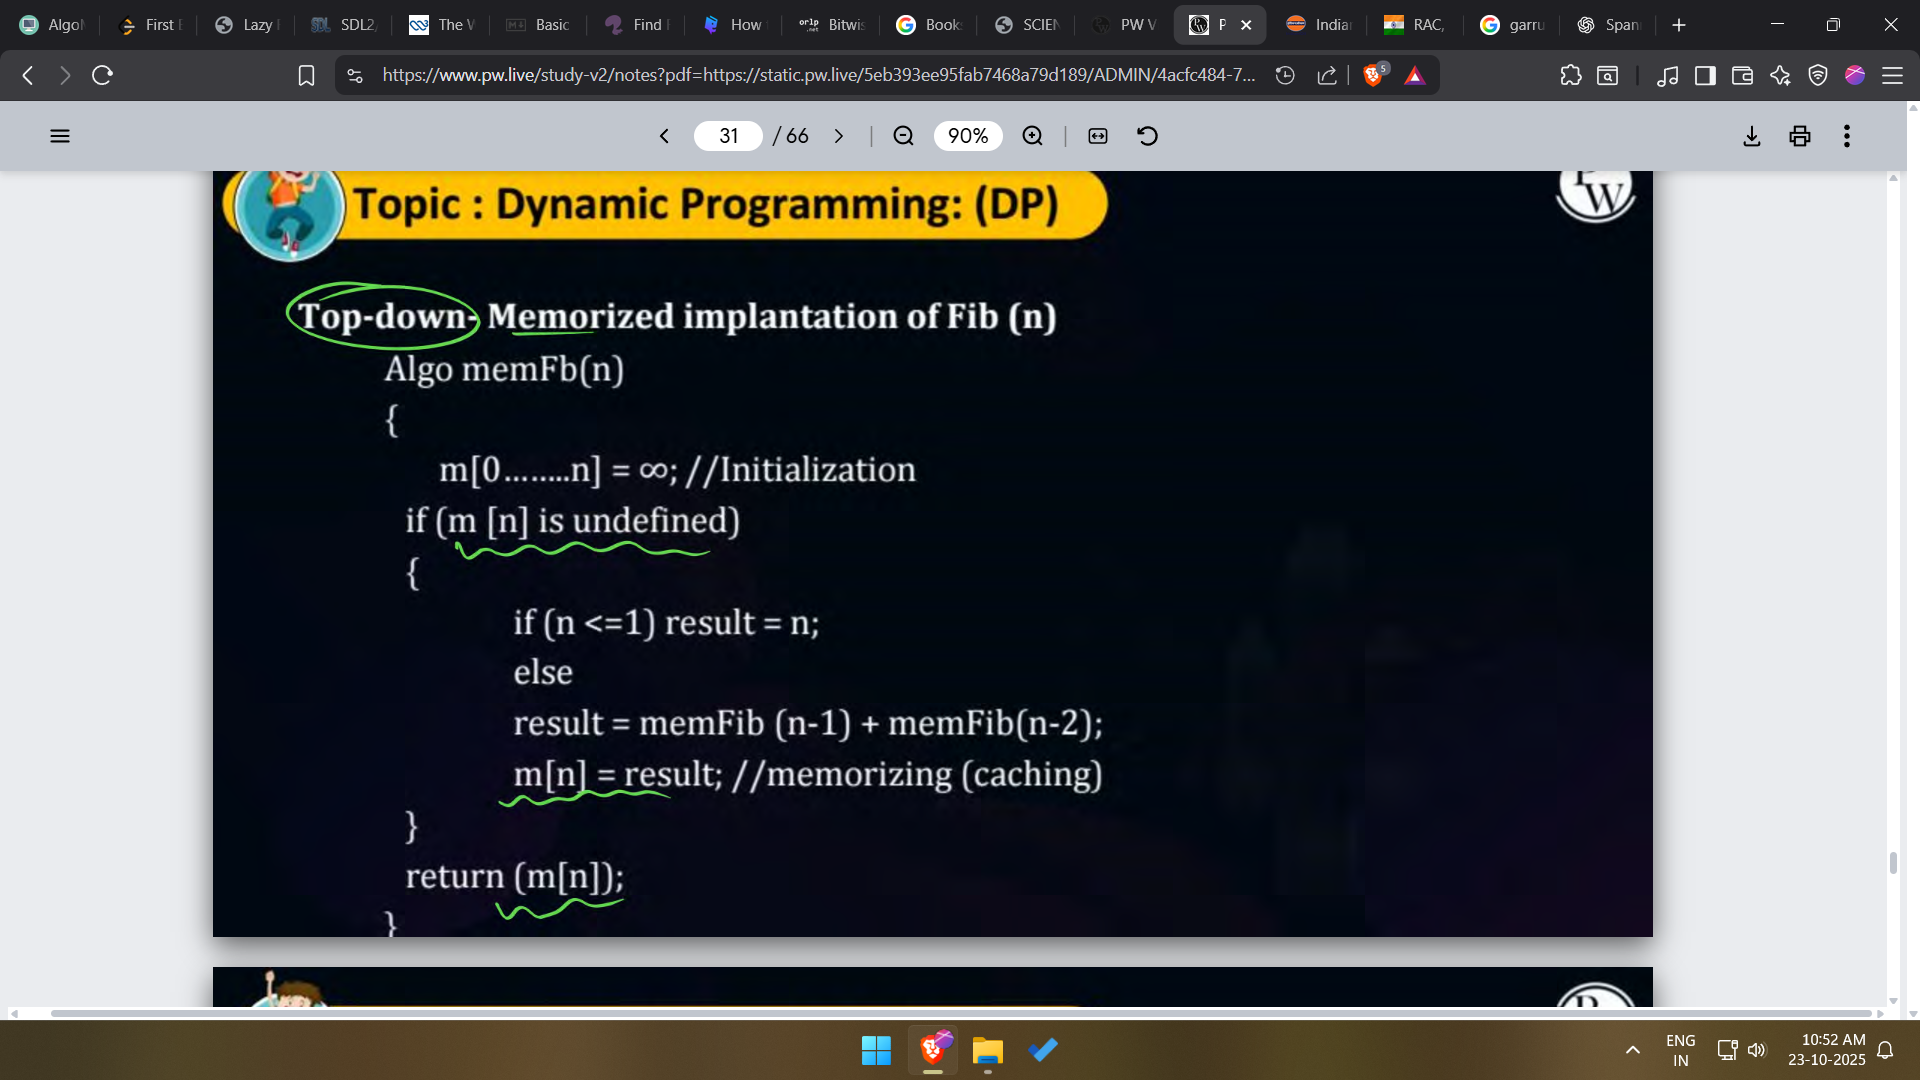 Algo
First
Lazy
SDL2,
The
Basic
Find
How
Bitwis
Book
SCIEN
PW V
P
India
RAC,
garru
Span
https://www.pw.live/study-v2/notes?pdf=https://static.pw.live/5eb393ee95fab7468a79d189/ADMIN/4acfc484-7...
5
31 / 66
90%
Topic : Dynamic Programming: (DP)
PW
Top-down- Memorized implantation of Fib (n)
Algo memFb(n)
{
m[0........n] = ∞; //Initialization
if (m [n] is undefined)
{
if (n <=1) result = n;
else
result = memFib (n-1) + memFib(n-2);
m[n] = result; //memorizing (caching)
}
return (m[n]);
}
ENG
IN
10:52 AM
23-10-2025